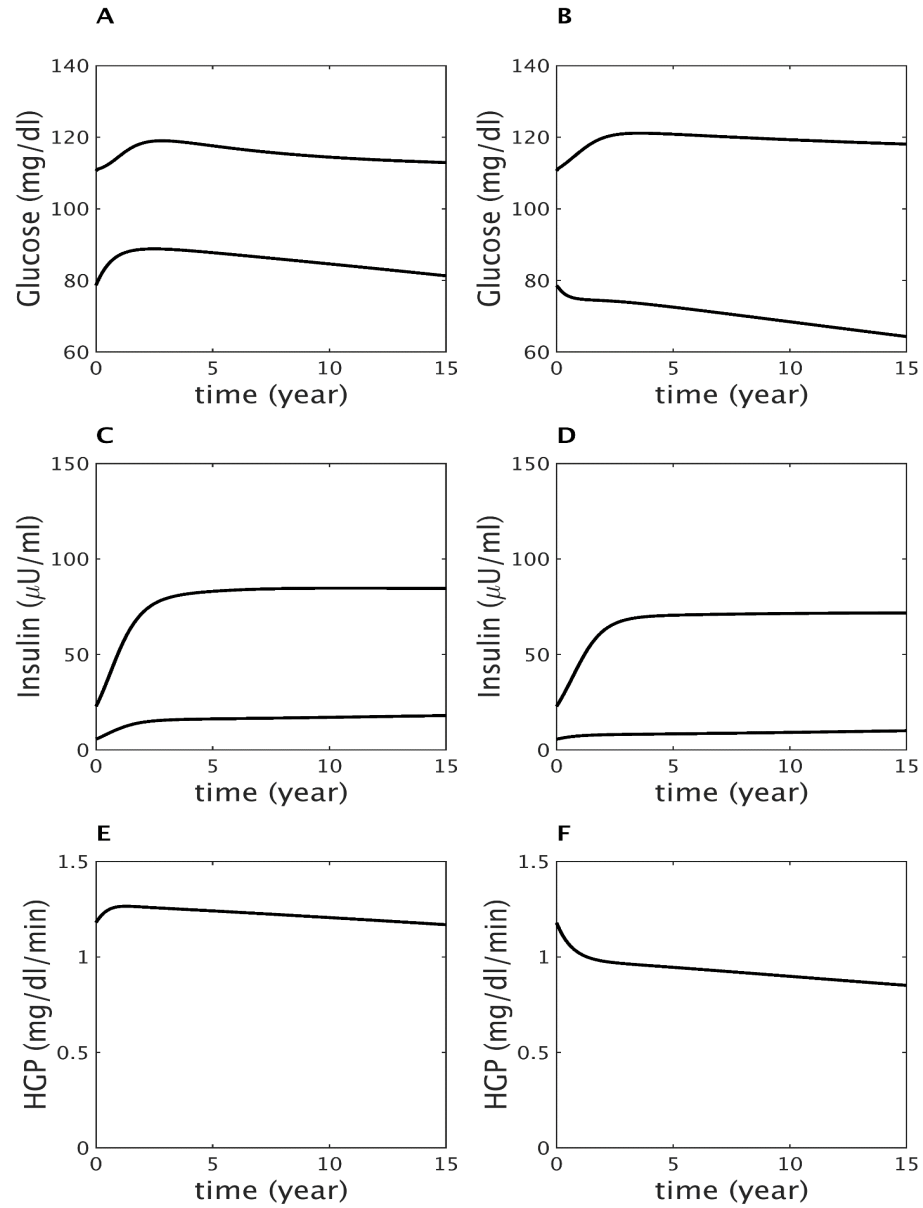 A
140
120
100
80
60
Glucose (mg/dl)
0 5 10 15
time (year)
B
140
120
100
80
60
Glucose (mg/dl)
0 5 10 15
time (year)
C
150
100
50
0
Insulin (μU/ml)
0 5 10 15
time (year)
D
150
100
50
0
Insulin (μU/ml)
0 5 10 15
time (year)
E
1.5
1
0.5
0
HGP (mg/dl/min)
0 5 10 15
time (year)
F
1.5
1
0.5
0
HGP (mg/dl/min)
0 5 10 15
time (year)